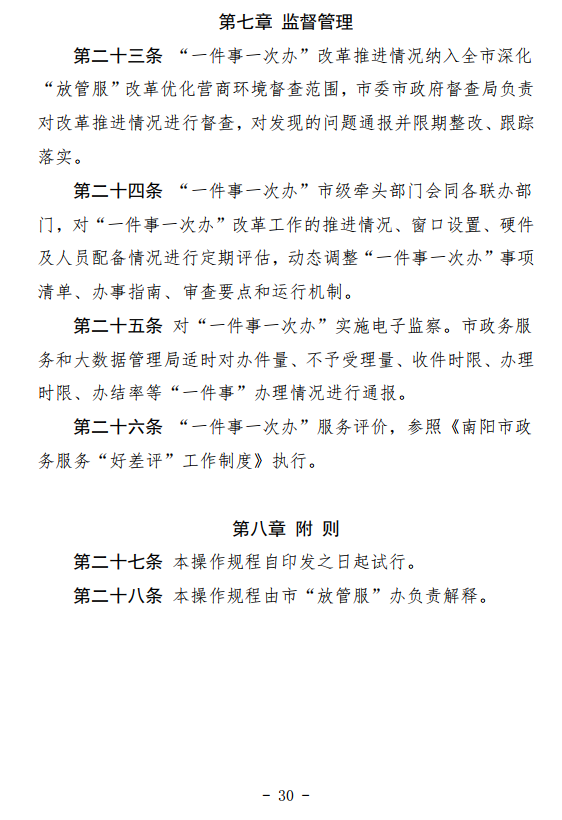 第七章 监督管理
第二十三条 “一件事一次办”改革推进情况纳入全市深化
“放管服”改革优化营商环境督查范围，市委市政府督查局负责
对改革推进情况进行督查，对发现的问题通报并限期整改、跟踪
落实。
第二十四条 “一件事一次办”市级牵头部门会同各联办部
门，对“一件事一次办”改革工作的推进情况、窗口设置、硬件
及人员配备情况进行定期评估，动态调整“一件事一次办”事项
清单、办事指南、审查要点和运行机制。
第二十五条 对“一件事一次办”实施电子监察。市政务服
务和大数据管理局适时对办件量、不予受理量、收件时限、办理
时限、办结率等“一件事”办理情况进行通报。
第二十六条 “一件事一次办”服务评价，参照《南阳市政
务服务“好差评”工作制度》执行。
第八章 附 则
第二十七条 本操作规程自印发之日起试行。
第二十八条 本操作规程由市“放管服”办负责解释。
- 30 -